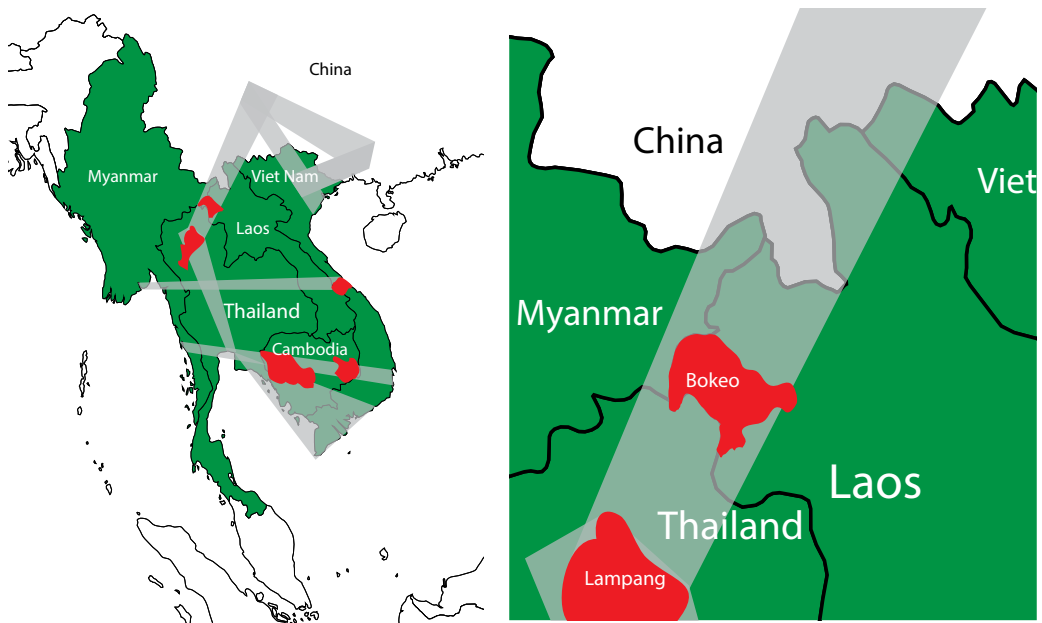 China
Myanmar
Viet Nam
Laos
Thailand
Cambodia
China
Viet
Myanmar
Bokeo
Laos
Thailand
Lampang